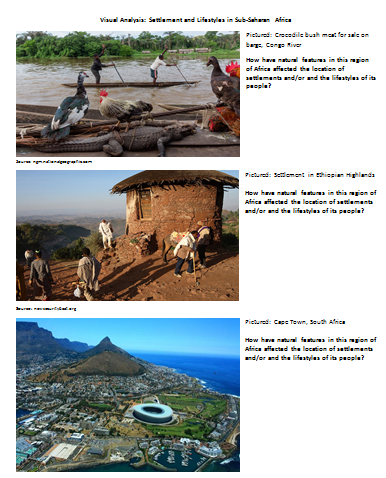 Visual Analysis: Settlement and Lifestyles in Sub-Saharan Africa
Pictured: Crocodile bush meat for sale on
barge, Congo River
How have natural features in this region
of Africa affected the location of
settlements and/or and the lifestyles of its
people?
Source: ngm.nationalgeographic.com
Pictured: Settlement in Ethiopian Highlands
How have natural features in this region of
Africa affected the location of settlements
and/or and the lifestyles of its people?
Source:
Pictured: Cape Town, South Africa
How have natural features in this region of
Africa affected the location of settlements
and/or and the lifestyles of its people?